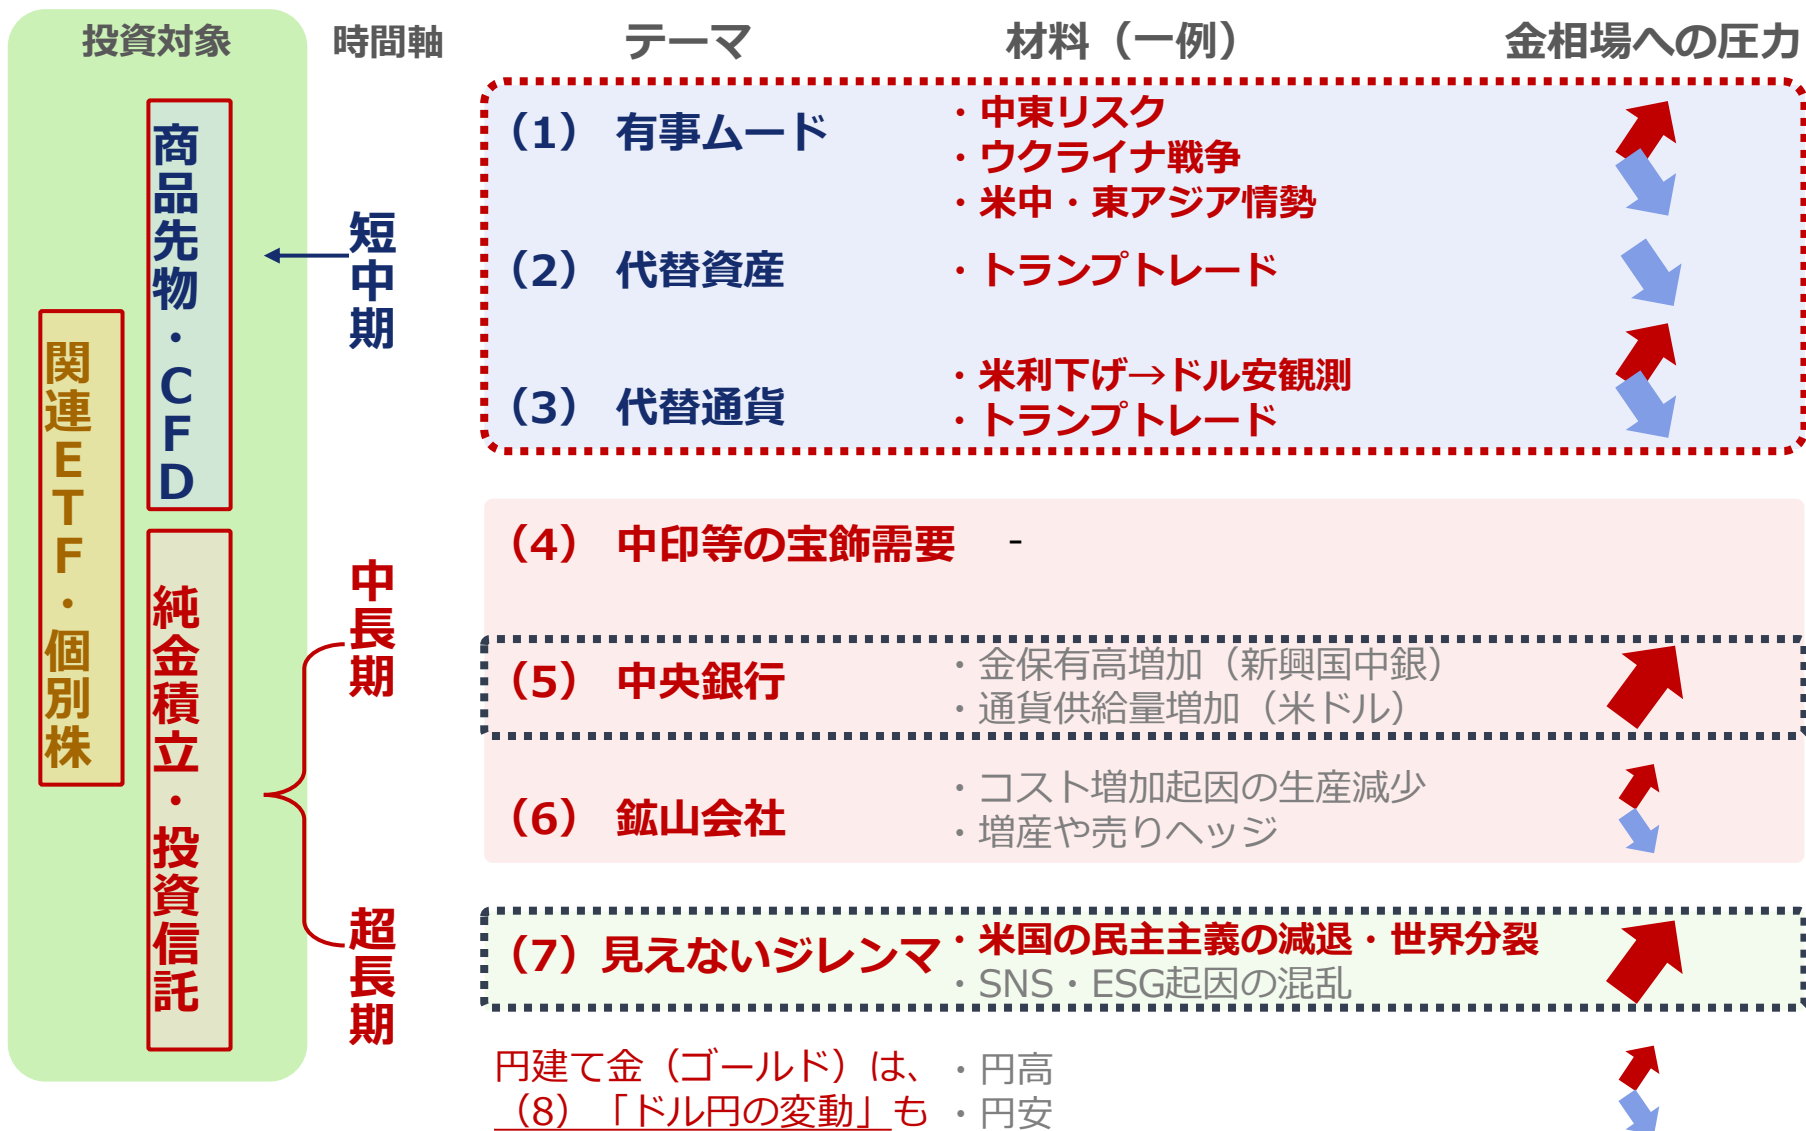 投資対象
時間軸
テーマ
材料（一例）
金相場への圧力
商品先物・CFD
関連ETF・個別株
純金積立・投資信託
短中期
中長期
超長期
（1） 有事ムード
・中東リスク
・ウクライナ戦争
・米中・東アジア情勢
（2） 代替資産
・トランプトレード
（3） 代替通貨
・米利下げ→ドル安観測
・トランプトレード
（4） 中印等の宝飾需要
-
（5） 中央銀行
・金保有高増加（新興国中銀）
・通貨供給量増加（米ドル）
（6） 鉱山会社
・コスト増加起因の生産減少
・増産や売りヘッジ
（7）見えないジレンマ
・米国の民主主義の減退・世界分裂
・SNS・ESG起因の混乱
円建て金（ゴールド）は、
（8）「ドル円の変動」も
・円高
・円安